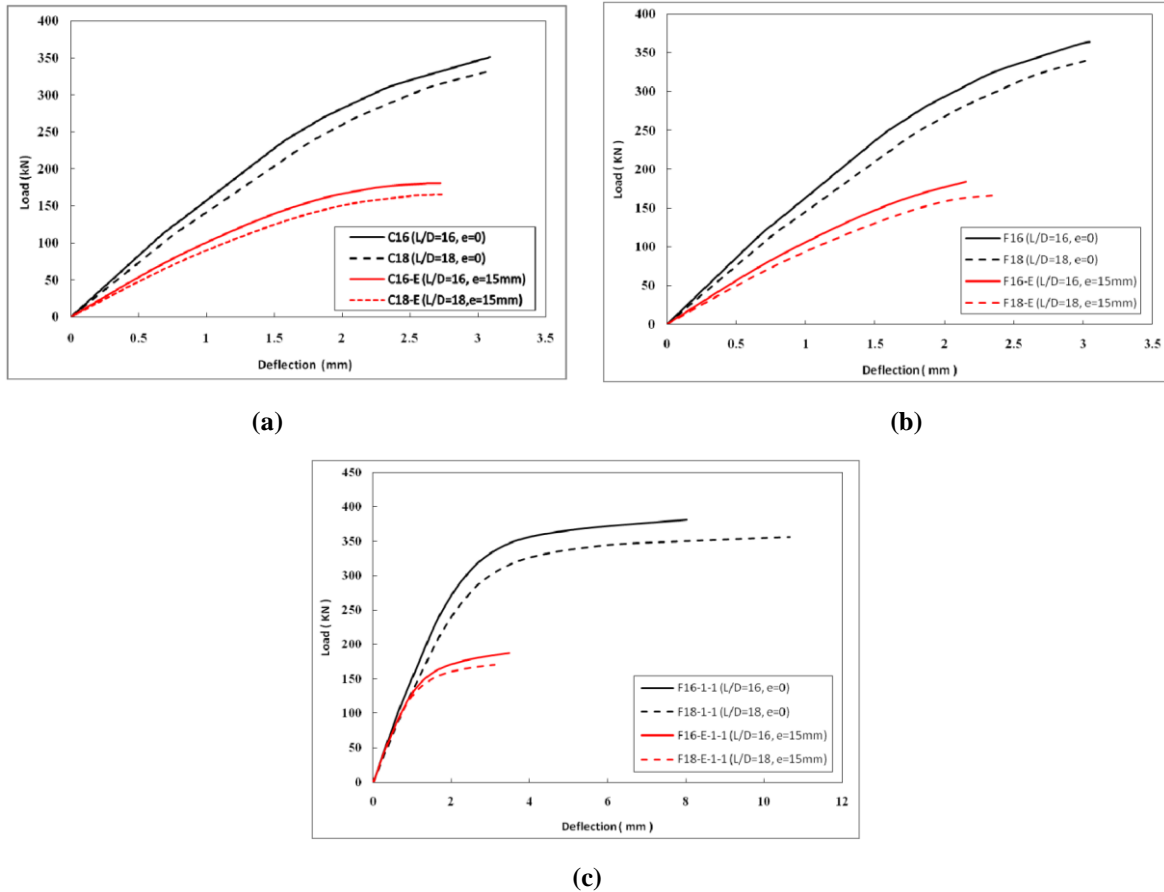 400
350
300
250
200
150
100
50
0
Load (kN)
0 0.5 1 1.5 2 2.5 3 3.5
Deflection (mm)
C16 (L/D=16, e=0)
C18 (L/D=18, e=0)
C16-E (L/D=16, e=15mm)
C18-E (L/D=18,e=15mm)
(a)
400
350
300
250
200
150
100
50
0
Load ( KN )
0 0.5 1 1.5 2 2.5 3 3.5
Deflection ( mm )
F16 (L/D=16, e=0)
F18 (L/D=18, e=0)
F16-E (L/D=16, e=15mm)
F18-E (L/D=18, e=15mm)
(b)
450
400
350
300
250
200
150
100
50
0
Load ( KN )
0 2 4 6 8 10 12
Deflection ( mm )
F16-1-1 (L/D=16, e=0)
F18-1-1 (L/D=18, e=0)
F16-E-1-1 (L/D=16, e=15mm)
F18-E-1-1 (L/D=18, e=15mm)
(c)